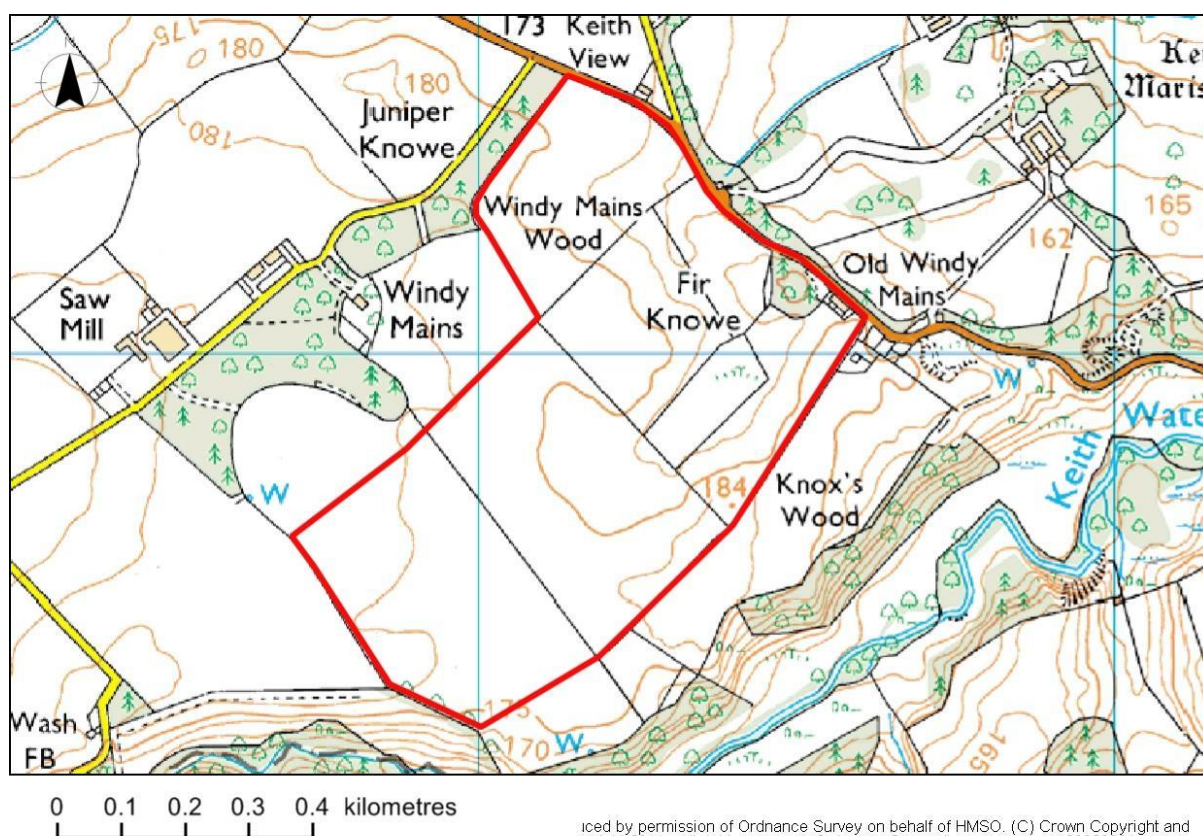 173 Keith
View
175
180
180
180
N
Juniper
Knowe
Windy Mains
Wood
Saw
Mill
Windy
Mains
Fir
Knowe
Old Windy
Mains
162
165
W
W
184
Knox's
Wood
Keith
Wate
Wash
FB
175
170
W
165
0 0.1 0.2 0.3 0.4 kilometres
uced by permission of Ordnance Survey on behalf of HMSO. (C) Crown Copyright and